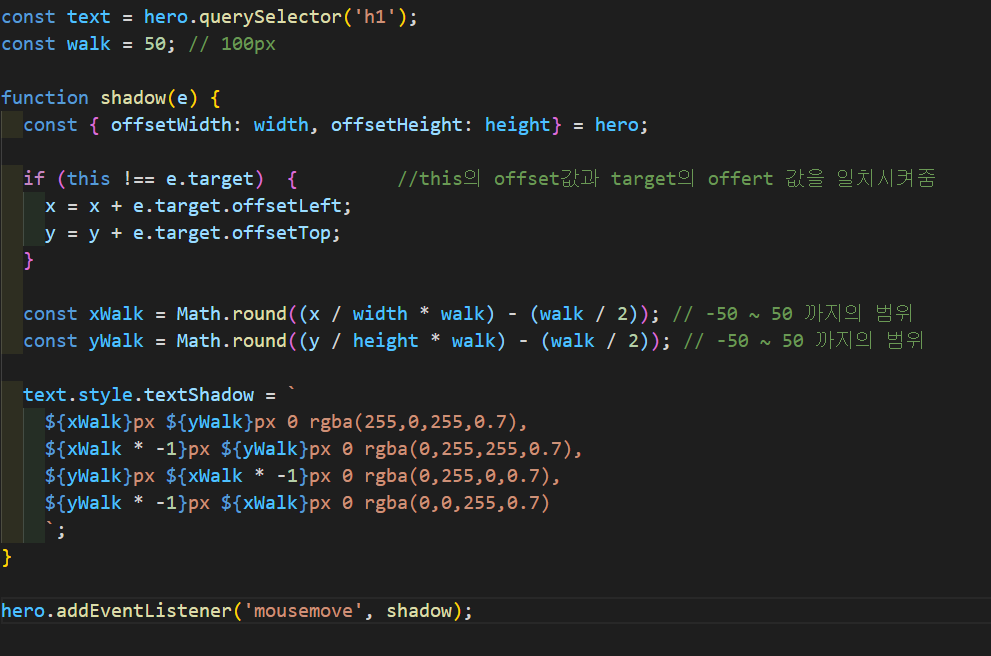 const text = hero.querySelector('h1');
const walk = 50; // 100px
function shadow(e) {
const { offsetWidth: width, offsetHeight: height} = hero;
if (this !== e.target)  {         //this의 offset값과 target의 offert 값을 일치시켜줌
x = x + e.target.offsetLeft;
y = y + e.target.offsetTop;
}
const xWalk = Math.round((x / width * walk) - (walk / 2)); // -50 ~ 50 까지의 범위
const yWalk = Math.round((y / height * walk) - (walk / 2)); // -50 ~ 50 까지의 범위
text.style.textShadow = `
${xWalk}px ${yWalk}px 0 rgba(255,0,255,0.7),
${xWalk * -1}px ${yWalk}px 0 rgba(0,255,255,0.7),
${yWalk}px ${xWalk * -1}px 0 rgba(0,255,0,0.7),
${yWalk * -1}px ${xWalk}px 0 rgba(0,0,255,0.7)
`;
}
hero.addEventListener('mousemove', shadow);